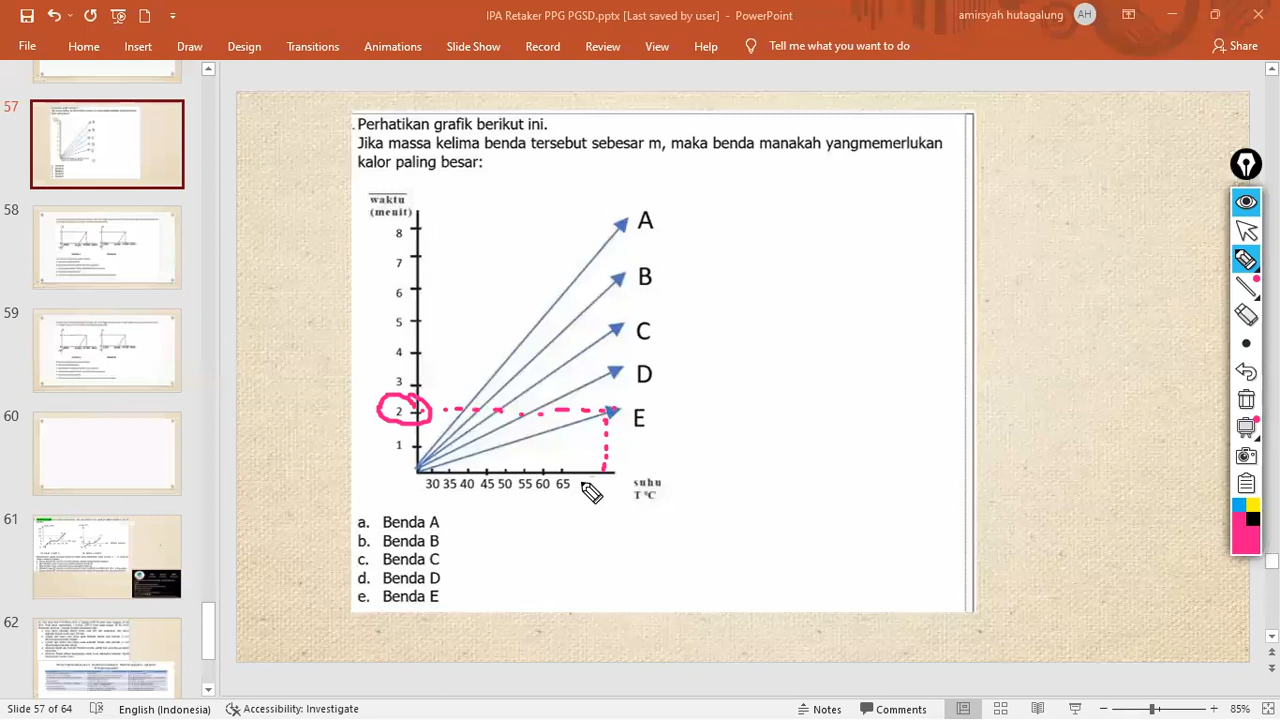 IPA Retaker PPG PGSD.pptx [Last saved by user] - PowerPoint
amirsyah hutagalung
AH
File Home Insert Draw Design Transitions Animations Slide Show Record Review View Help Tell me what you want to do
Share
57
58
59
60
61
62
Perhatikan grafik berikut ini.
Jika massa kelima benda tersebut sebesar m, maka benda manakah yangmemerlukan
kalor paling besar:
waktu
(menit)
8
7
6
5
4
3
2
1
A
B
C
D
E
30 35 40 45 50 55 60 65
suhu
T °C
a. Benda A
b. Benda B
c. Benda C
d. Benda D
e. Benda E
Slide 57 of 64
English (Indonesia)
Accessibility: Investigate
Notes
Comments
85%